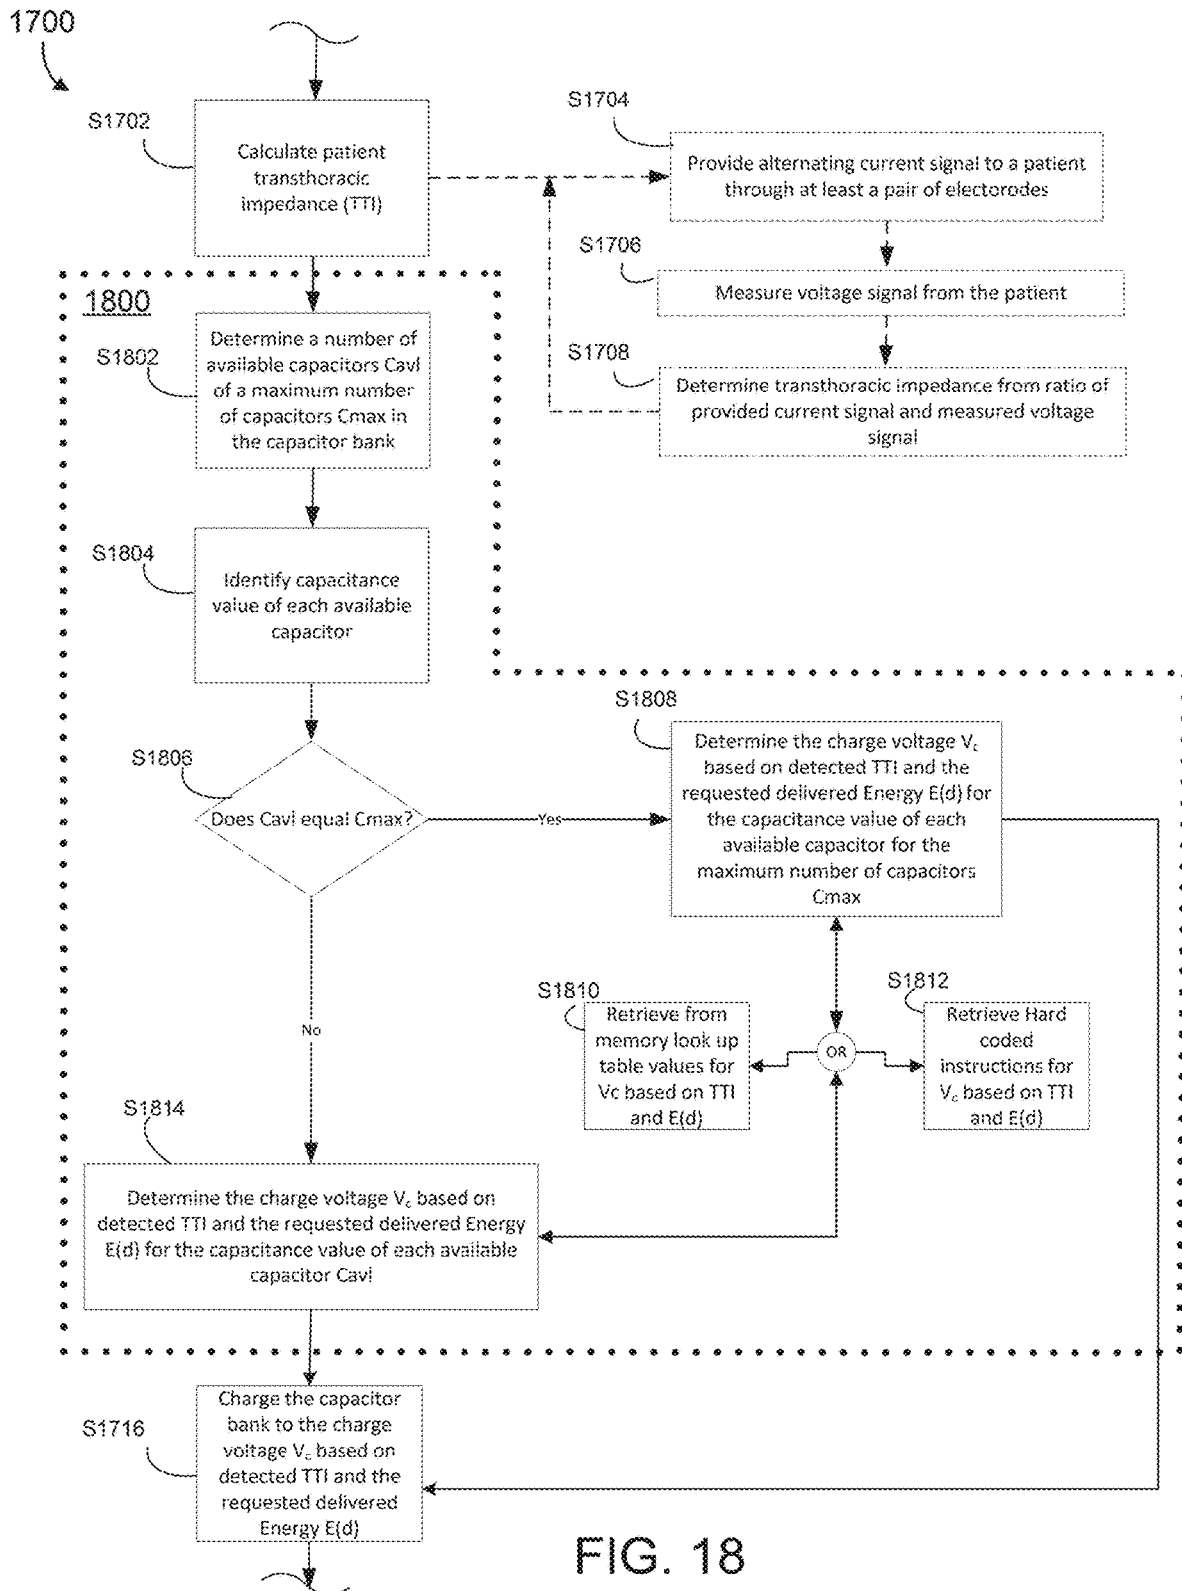 1700
S1702
Calculate patient
transthoracic
impedance (TTI)
S1704
Provide alternating current signal to a patient
through at least a pair of electorodes
S1706
Measure voltage signal from the patient
S1708
Determine transthoracic impedance from ratio of
provided current signal and measured voltage
signal
1800
S1802
Determine a number of
available capacitors Cavl
of a maximum number
of capacitors Cmax in
the capacitor bank
S1804
Identify capacitance
value of each available
capacitor
S1806
Does Cavl equal Cmax?
Yes
No
S1808
Determine the charge voltage Vc
based on detected TTI and the
requested delivered Energy E(d) for
the capacitance value of each
available capacitor for the
maximum number of capacitors
Cmax
S1810
Retrieve from
memory look up
table values for
Vc based on TTI
and E(d)
OR
S1812
Retrieve Hard
coded
instructions for
Vc based on TTI
and E(d)
S1814
Determine the charge voltage Vc based on
detected TTI and the requested delivered Energy
E(d) for the capacitance value of each available
capacitor Cavl
S1716
Charge the capacitor
bank to the charge
voltage Vc based on
detected TTI and the
requested delivered
Energy E(d)
FIG. 18